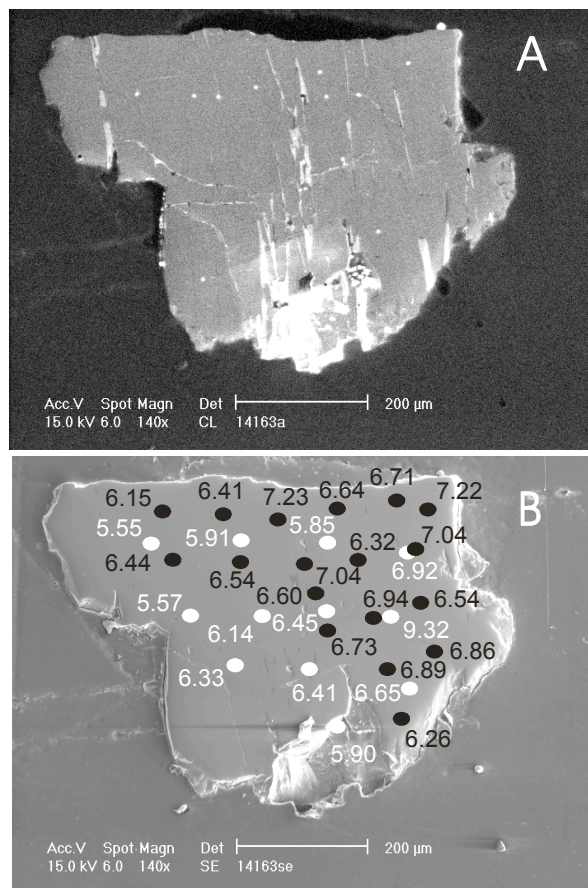 A
Acc.V Spot Magn Det 200 µm
15.0 kV 6.0 140x CL 14163a
B
6.71
6.15 6.41 7.23 6.64 7.22
5.55 5.91 5.85
6.44 6.54 6.32 7.04
7.04 6.92
5.57 6.60 6.94 6.54
6.14 6.45 9.32
6.73 6.86
6.33 6.41 6.65 6.89
5.90 6.26
Acc.V Spot Magn Det 200 µm
15.0 kV 6.0 140x SE 14163se